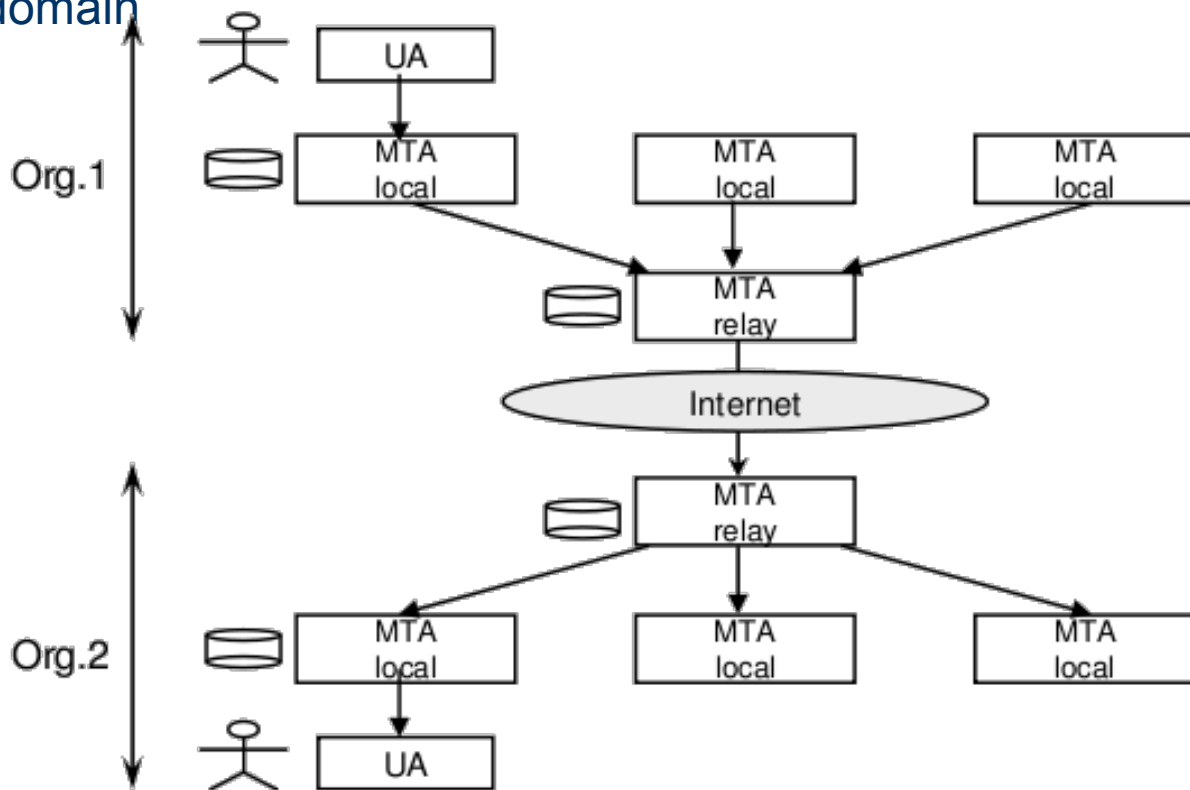 domain
UA
MTA
local
MTA
local
MTA
local
Org.1
MTA
relay
Internet
MTA
relay
MTA
local
MTA
local
MTA
local
Org.2
UA